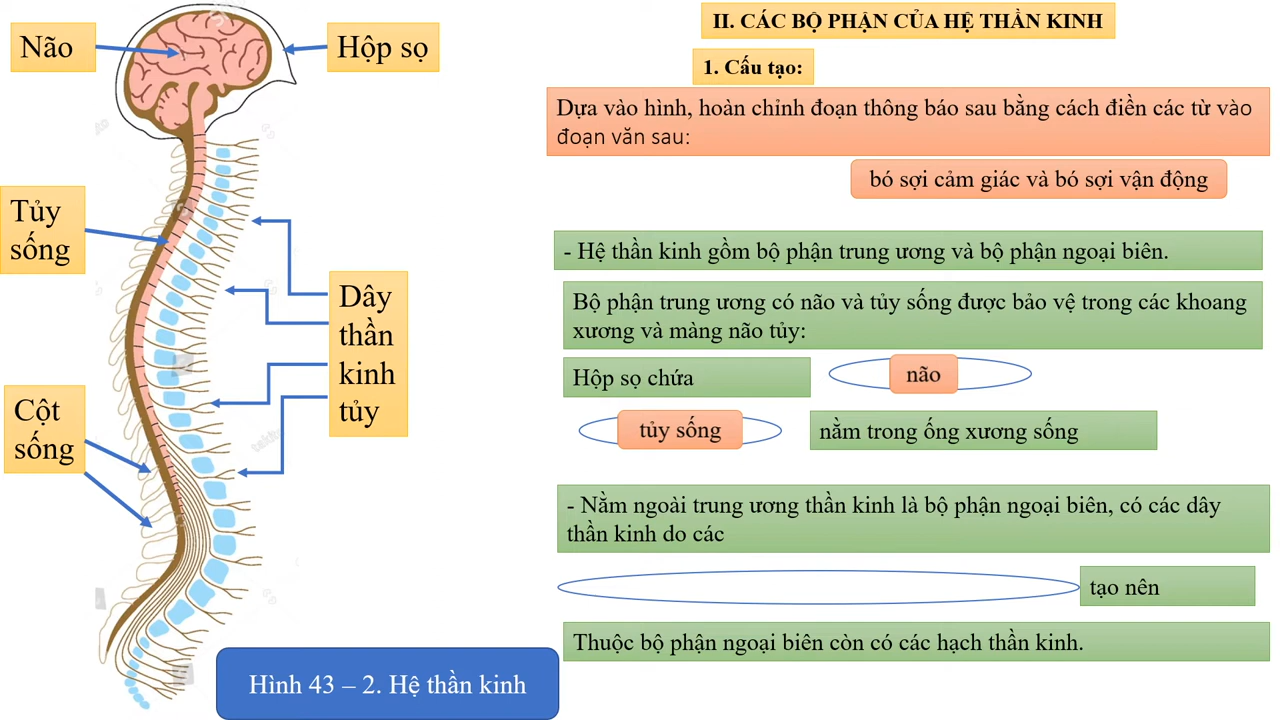 Não
Hộp sọ
Tủy
sống
Dây
thần
kinh
tủy
Cột
sống
Hình 43 – 2. Hệ thần kinh
II. CÁC BỘ PHẬN CỦA HỆ THẦN KINH
1. Cấu tạo:
Dựa vào hình, hoàn chỉnh đoạn thông báo sau bằng cách điền các từ vào
đoạn văn sau:
bó sợi cảm giác và bó sợi vận động
- Hệ thần kinh gồm bộ phận trung ương và bộ phận ngoại biên.
Bộ phận trung ương có não và tủy sống được bảo vệ trong các khoang
xương và màng não tủy:
Hộp sọ chứa
não
tủy sống
nằm trong ống xương sống
- Nằm ngoài trung ương thần kinh là bộ phận ngoại biên, có các dây
thần kinh do các
tạo nên
Thuộc bộ phận ngoại biên còn có các hạch thần kinh.